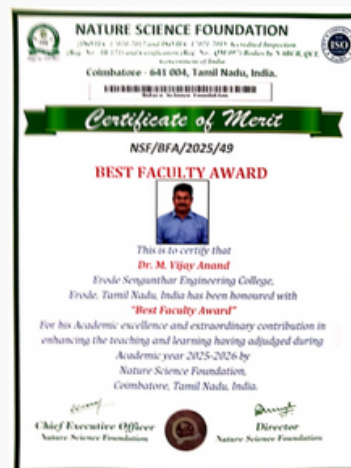 NATURE SCIENCE FOUNDATION
Government of India
Coimbatore - 641 004, Tamil Nadu, India.
Nature Science Foundation
Certificate of Merit
NSF/BFA/2025/49
BEST FACULTY AWARD
This is to certify that
Dr. M. Vijay Anand
Erode Sengunthar Engineering College,
Erode, Tamil Nadu, India has been honoured with
"Best Faculty Award"
For his Academic excellence and extraordinary contribution in
enhancing the teaching and learning having adjudged during
Academic year 2025-2026 by
Nature Science Foundation,
Coimbatore, Tamil Nadu, India.
Chief Executive Officer
Nature Science Foundation
Director
Nature Science Foundation
ISO